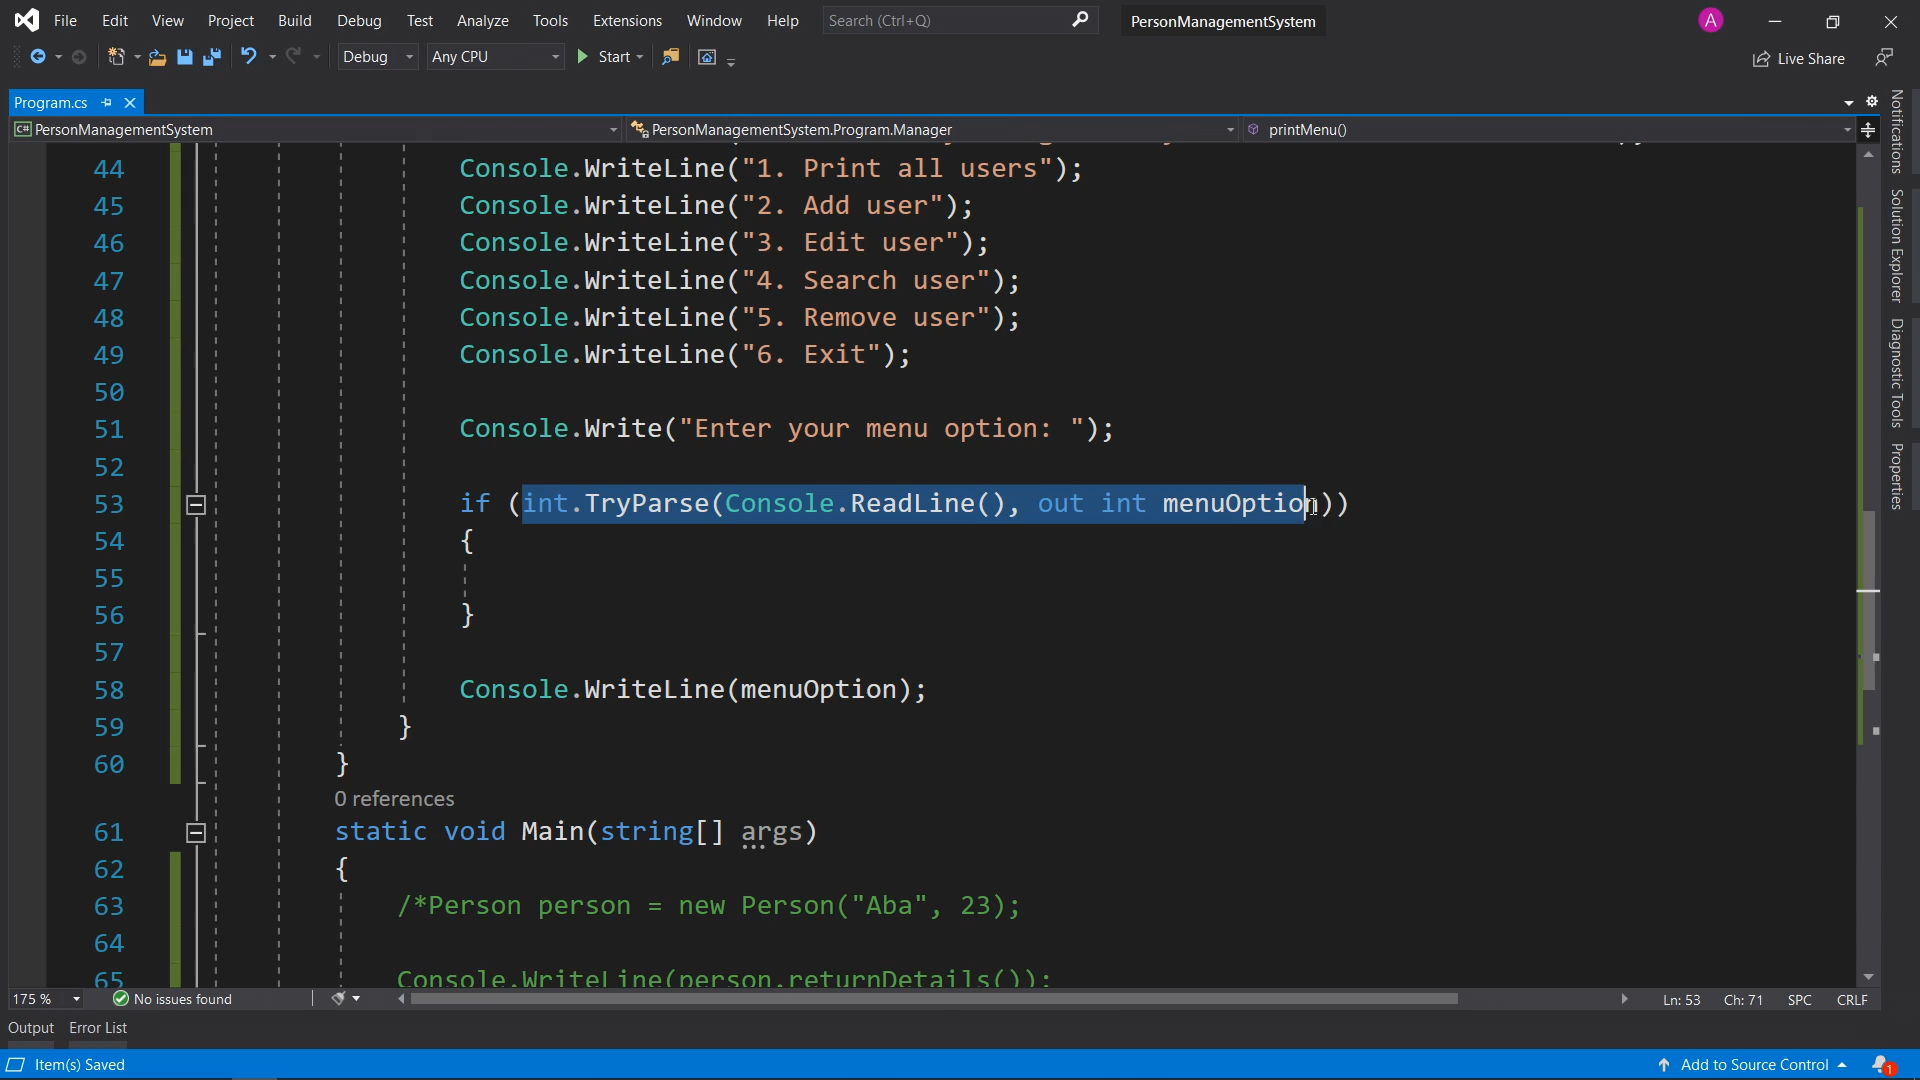 File Edit View Project Build Debug Test Analyze Tools Extensions Window Help Search (Ctrl+Q) PersonManagementSystem A
Debug Any CPU Start Live Share
Program.cs
C# PersonManagementSystem PersonManagementSystem.Program.Manager printMenu()
44 Console.WriteLine("1. Print all users");
45 Console.WriteLine("2. Add user");
46 Console.WriteLine("3. Edit user");
47 Console.WriteLine("4. Search user");
48 Console.WriteLine("5. Remove user");
49 Console.WriteLine("6. Exit");
50
51 Console.Write("Enter your menu option: ");
52
53 if (int.TryParse(Console.ReadLine(), out int menuOption))
54 {
55
56 }
57
58 Console.WriteLine(menuOption);
59 }
60 }
0 references
61 static void Main(string[] args)
62 {
63 /*Person person = new Person("Aba", 23);
64
65 Console.WriteLine(person.returnDetails());
175 % No issues found Ln: 53 Ch: 71 SPC CRLF
Output Error List
Item(s) Saved Add to Source Control 1
Notifications
Solution Explorer
Diagnostic Tools
Properties